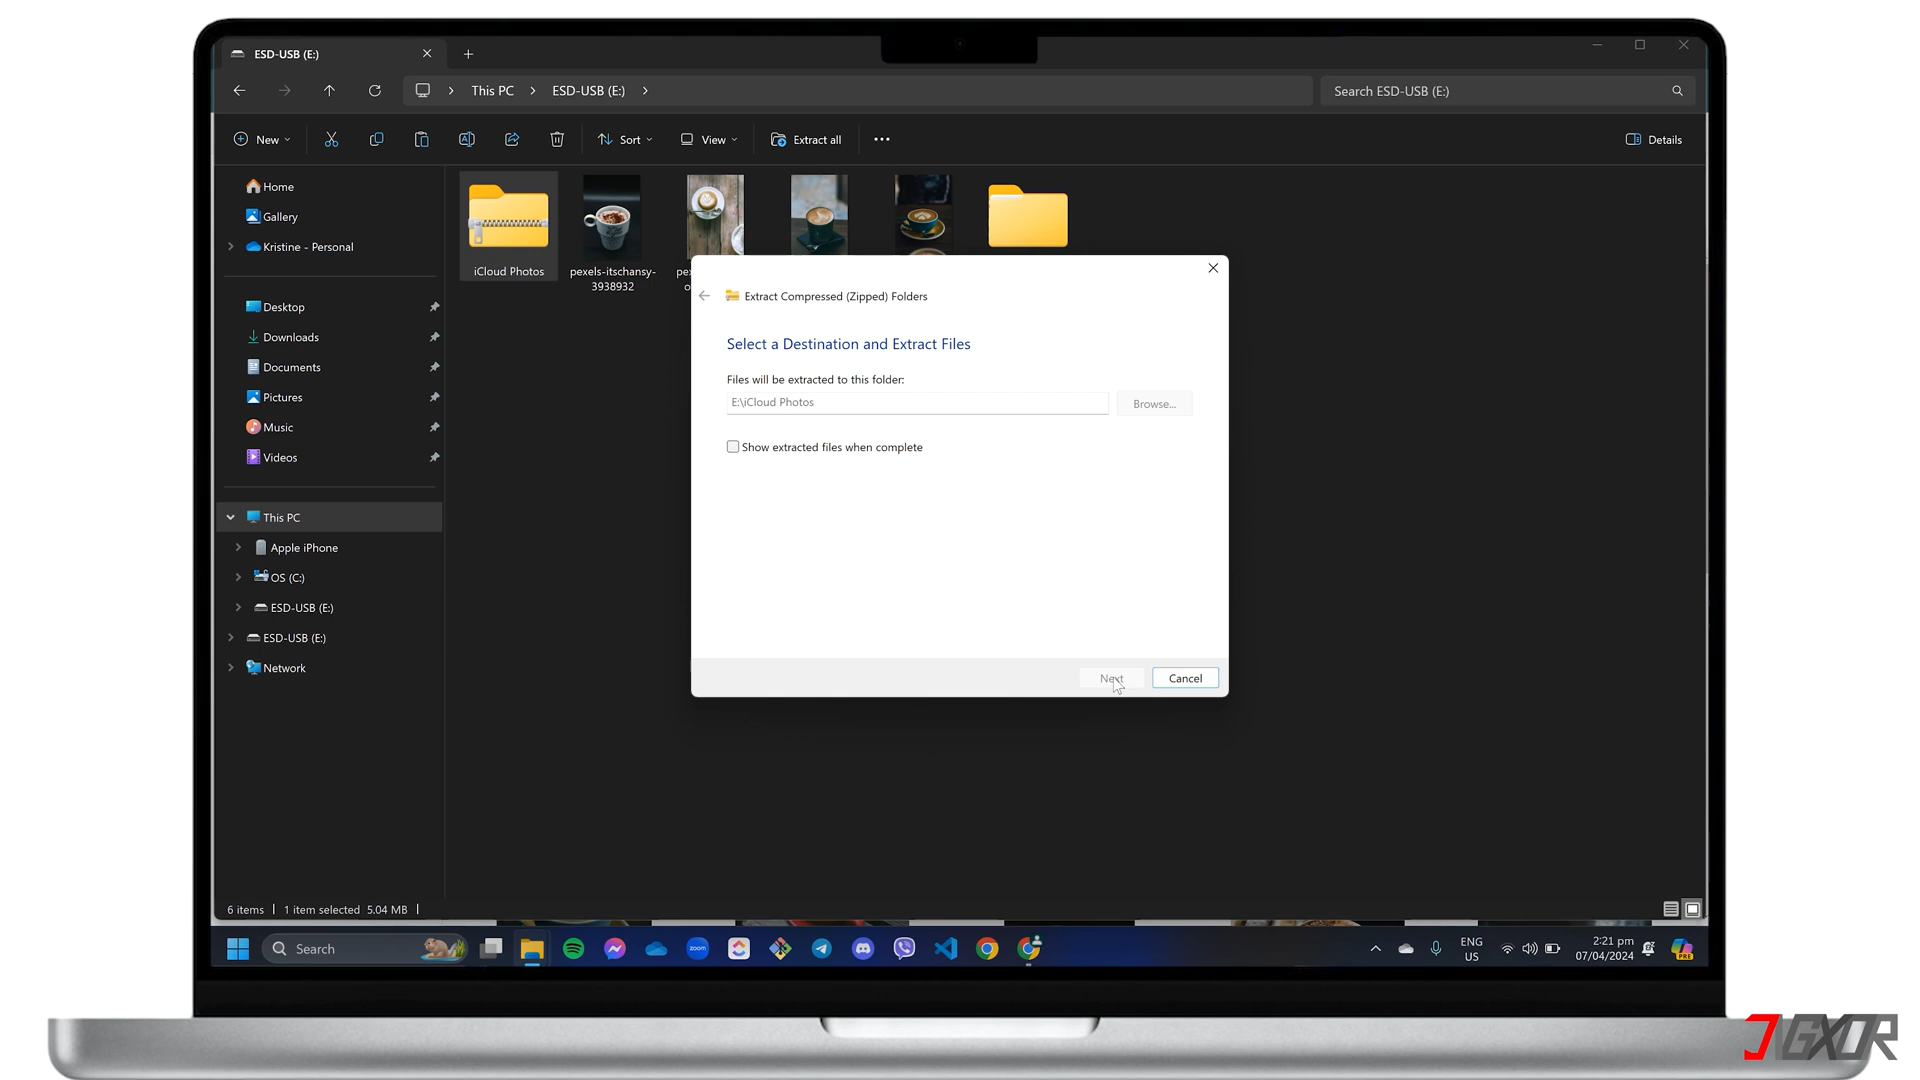 ESD-USB (E:)
This PC
ESD-USB (E:)
Search ESD-USB (E:)
New
Sort
View
Extract all
Details
Home
Gallery
Kristine - Personal
Desktop
Downloads
Documents
Pictures
Music
Videos
This PC
Apple iPhone
OS (C:)
ESD-USB (E:)
ESD-USB (E:)
Network
iCloud Photos
pexels-itschansy-
3938932
Extract Compressed (Zipped) Folders
Select a Destination and Extract Files
Files will be extracted to this folder:
E:\iCloud Photos
Browse...
Show extracted files when complete
Next
Cancel
6 items
1 item selected 5.04 MB
Search
zoom
ENG
US
2:21 pm
07/04/2024
PRE
JGXOR